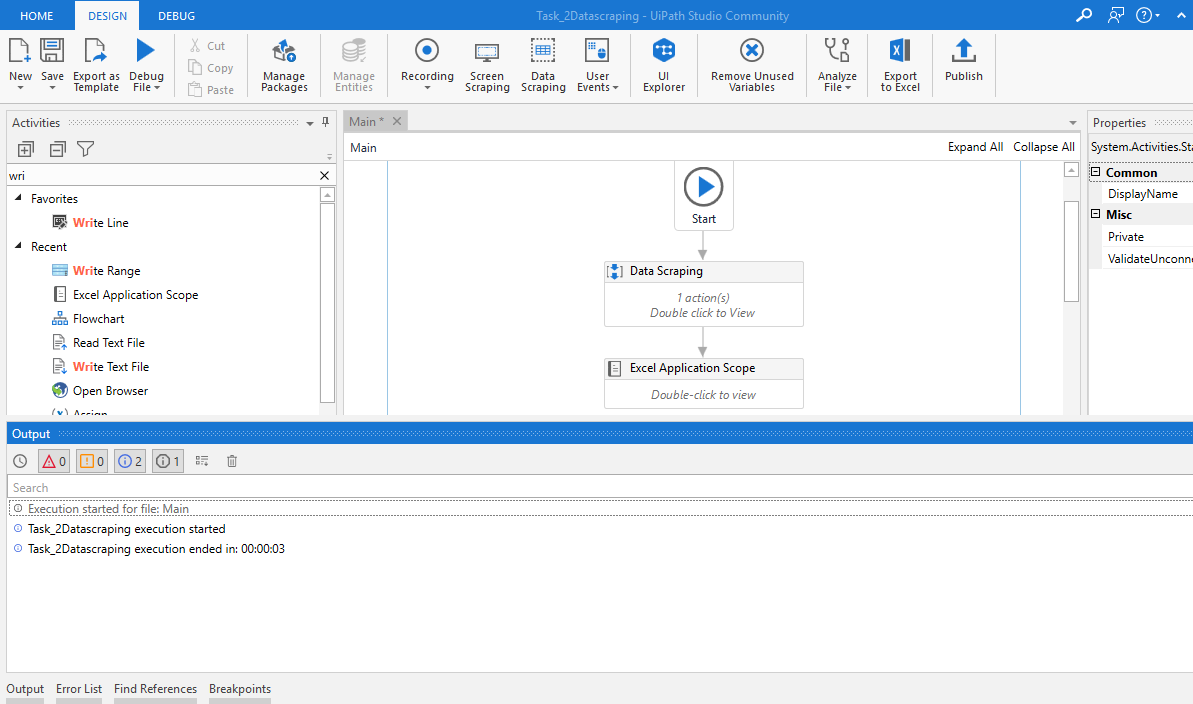 HOME DESIGN DEBUG Task_2Datascraping - UiPath Studio Community
New Save Export as Template Debug File Cut Copy Paste Manage Packages Manage Entities Recording Screen Scraping Data Scraping User Events UI Explorer Remove Unused Variables Analyze File Export to Excel Publish
Activities
wri
Favorites
Write Line
Recent
Write Range
Excel Application Scope
Flowchart
Read Text File
Write Text File
Open Browser
Assign
Main *
Main Expand All Collapse All
Start
Data Scraping
1 action(s)
Double click to View
Excel Application Scope
Double-click to view
Properties
System.Activities.Sta
Common
DisplayName
Misc
Private
ValidateUnconne
Output
0 0 2 1
Search
Execution started for file: Main
Task_2Datascraping execution started
Task_2Datascraping execution ended in: 00:00:03
Output Error List Find References Breakpoints